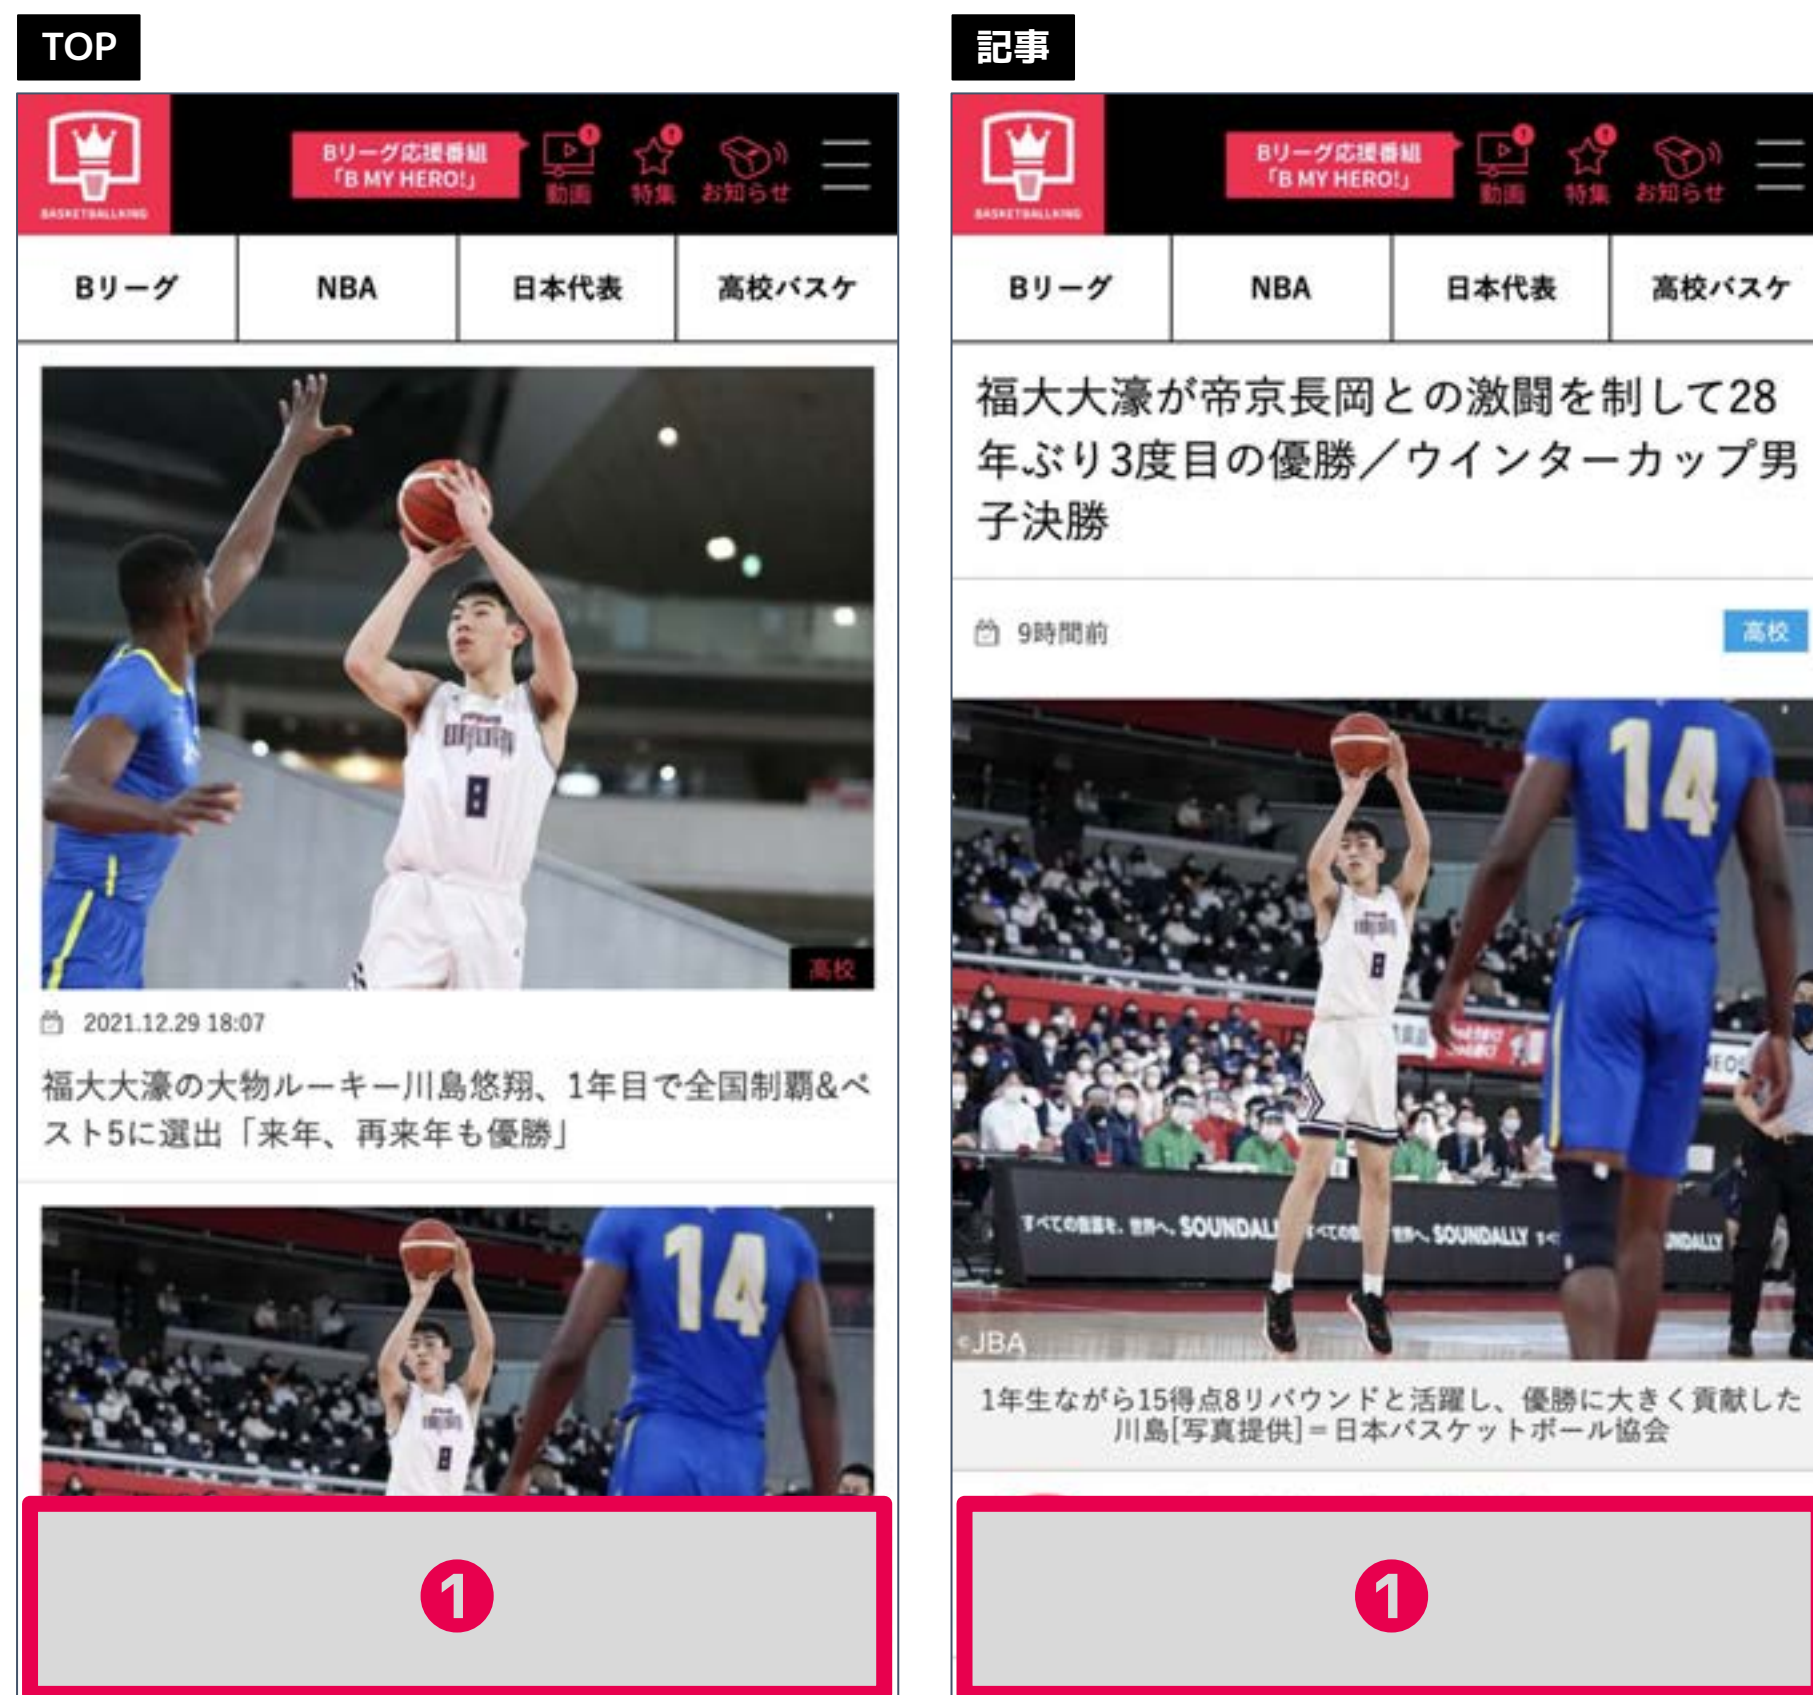 TOP
BASKETBALLKING
Bリーグ応援番組
「B MY HERO!」
動画
特集
お知らせ
Bリーグ
NBA
日本代表
高校バスケ
8
高校
2021.12.29 18:07
福大大濠の大物ルーキー川島悠翔、1年目で全国制覇&ベ
スト5に選出「来年、再来年も優勝」
14
8
1
記事
BASKETBALLKING
Bリーグ応援番組
「B MY HERO!」
動画
特集
お知らせ
Bリーグ
NBA
日本代表
高校バスケ
福大大濠が帝京長岡との激闘を制して28
年ぶり3度目の優勝／ウインターカップ男
子決勝
9時間前
高校
14
8
SOUNDALLY
©JBA
1年生ながら15得点8リバウンドと活躍し、優勝に大きく貢献した
川島[写真提供]＝日本バスケットボール協会
1